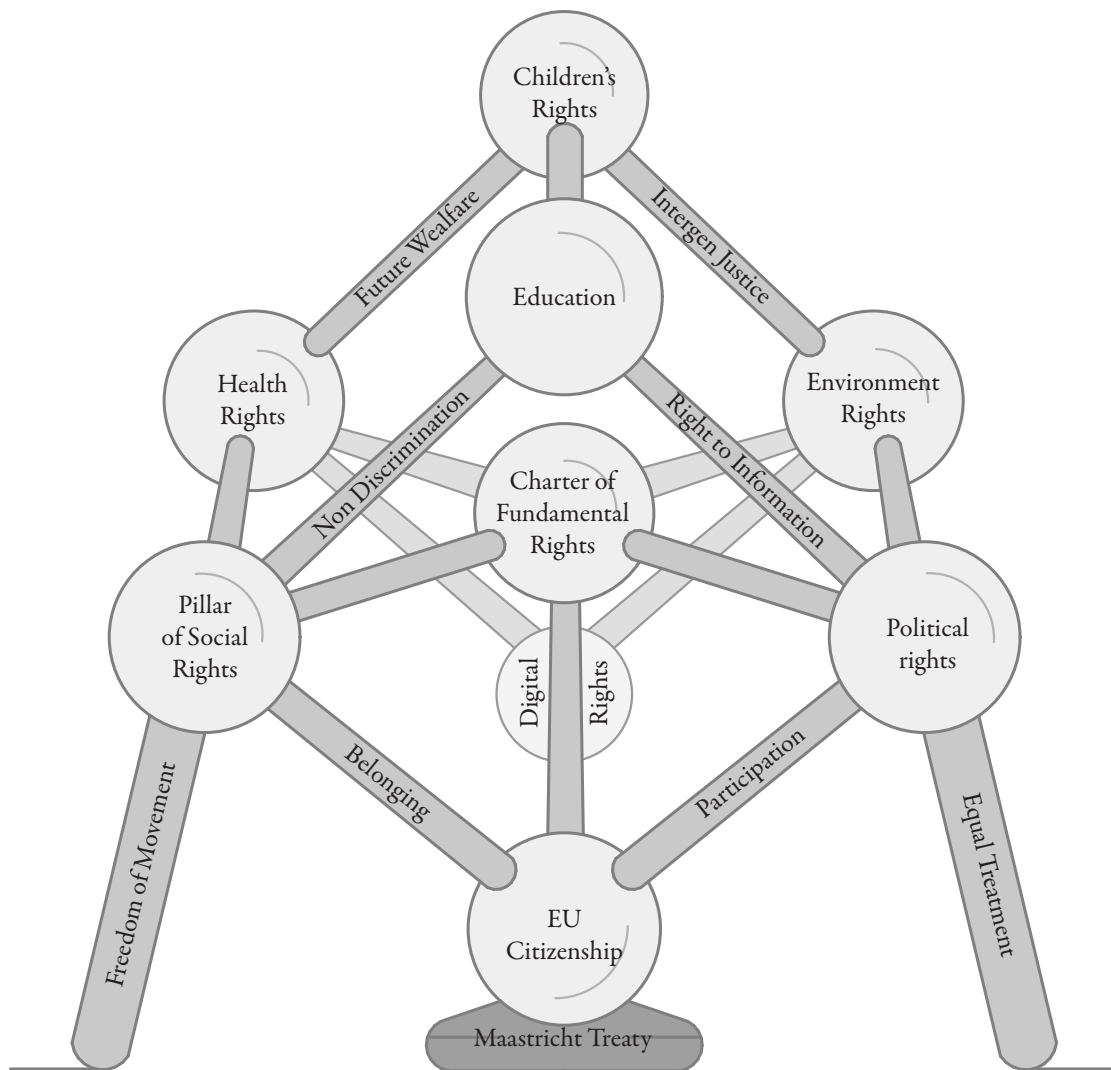 Children's
Rights
Future Wealfare
Intergen Justice
Education
Health
Rights
Environment
Rights
Non Discrimination
Right to Information
Charter of
Fundamental
Rights
Pillar
of Social
Rights
Political
rights
Digital
Rights
Belonging
Participation
Freedom of Movement
Equal Treatment
EU
Citizenship
Maastricht Treaty